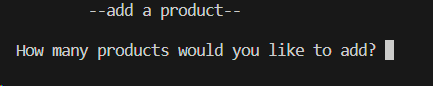 --add a product--
How many products would you like to add?